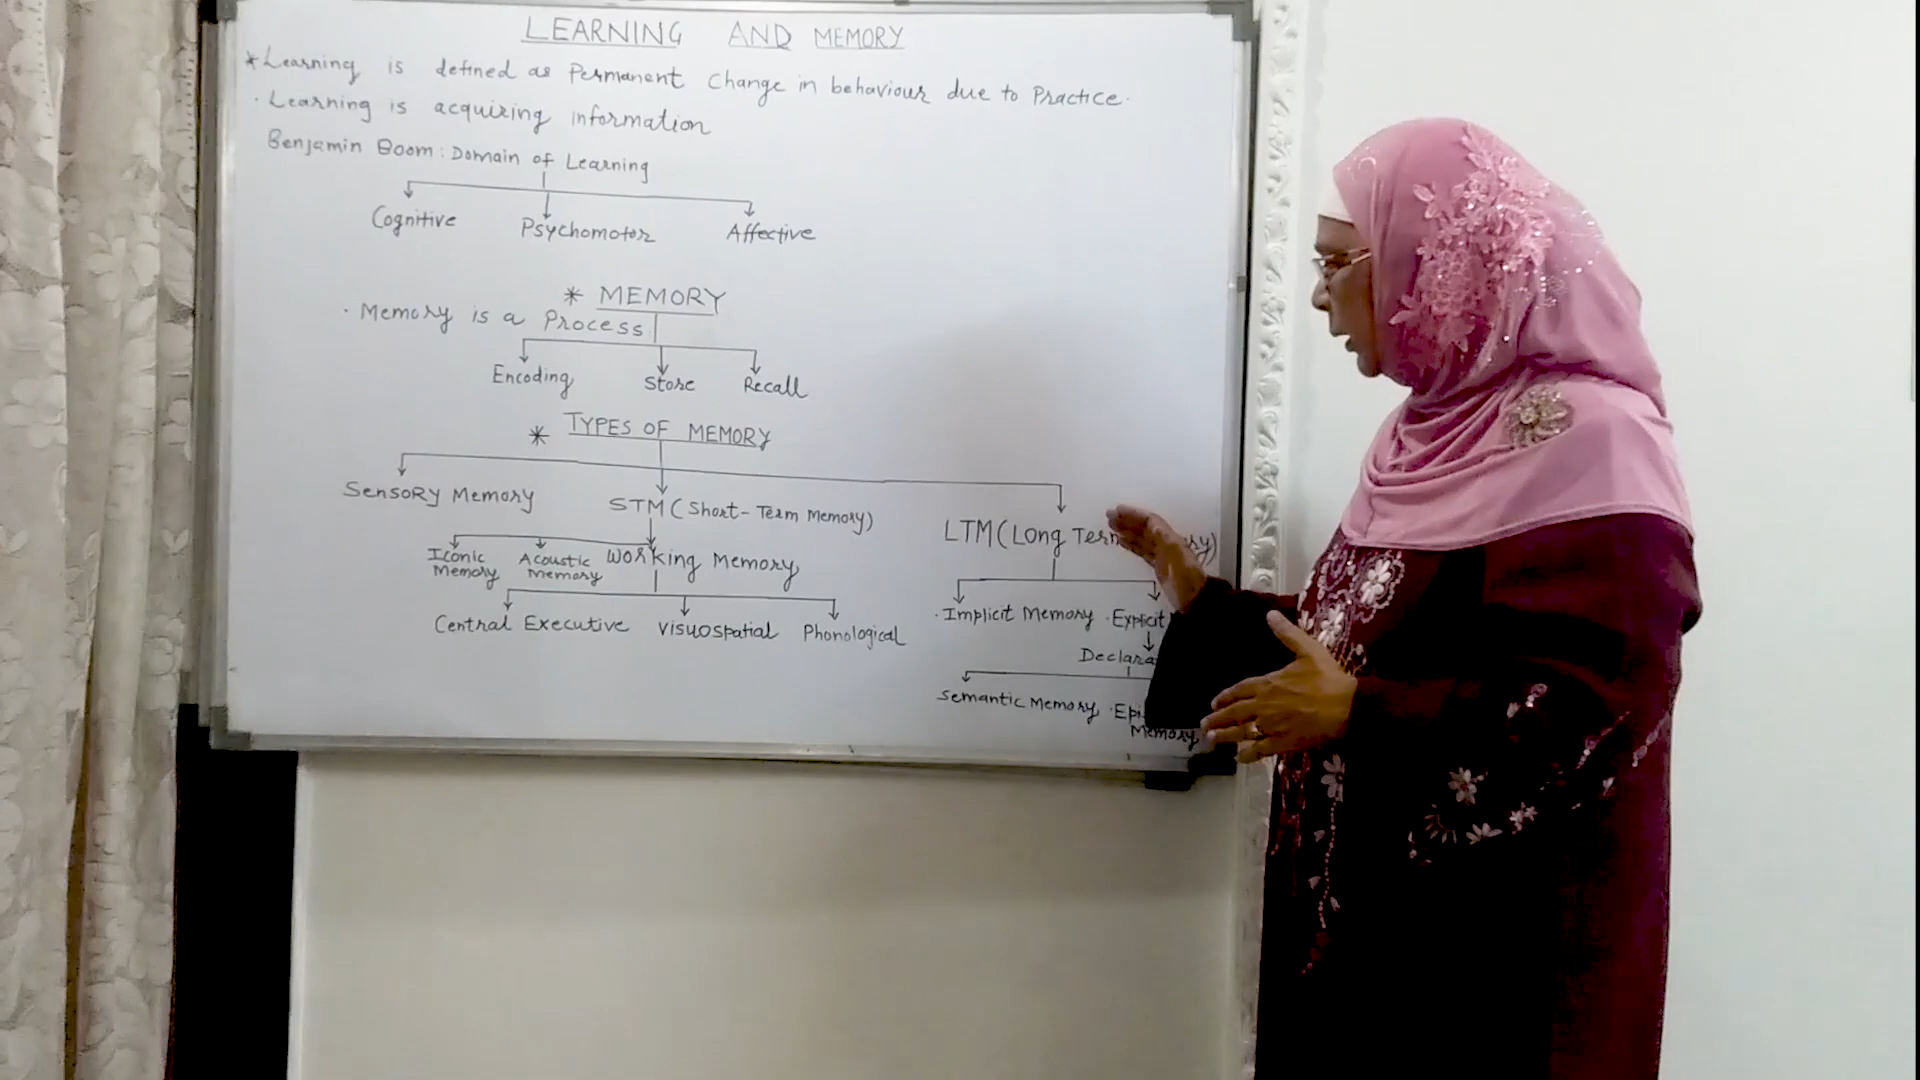 LEARNING AND MEMORY
* Learning is defined as Permanent Change in behaviour due to Practice.
· Learning is acquiring information
Benjamin Boom : Domain of Learning
Cognitive Psychomotor Affective
* MEMORY
· Memory is a Process
Encoding Store Recall
* TYPES OF MEMORY
Sensory Memory STM (Short-Term Memory) LTM (Long Term
Iconic Memory Acoustic Memory Working Memory
· Implicit Memory · Explicit
Central Executive Visuospatial Phonological
Semantic Memory
Memory